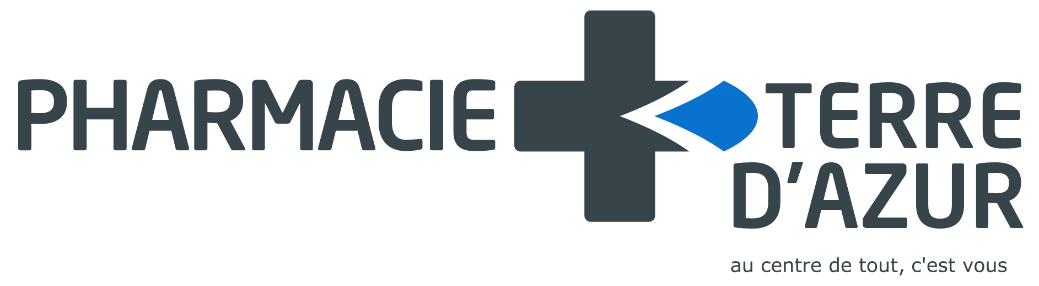 PHARMACIE TERRE
D'AZUR
au centre de tout, c'est vous